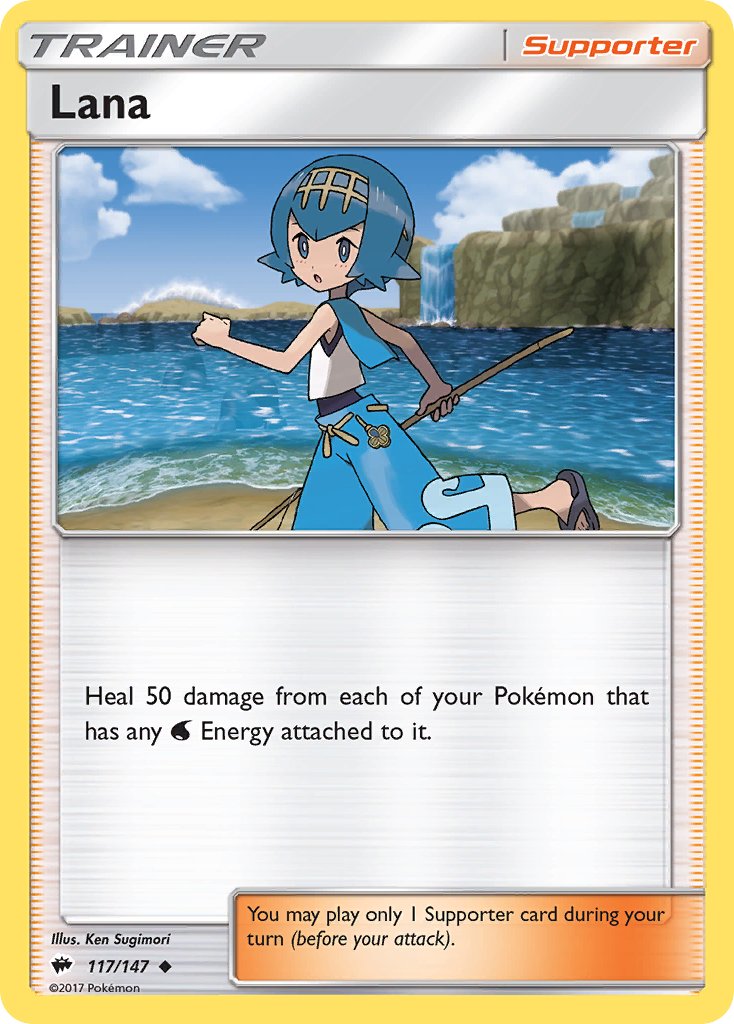 TRAINER
Supporter
Lana
Heal 50 damage from each of your Pokémon that
has any Energy attached to it.
You may play only 1 Supporter card during your
turn (before your attack).
Illus. Ken Sugimori
117/147
©2017 Pokémon